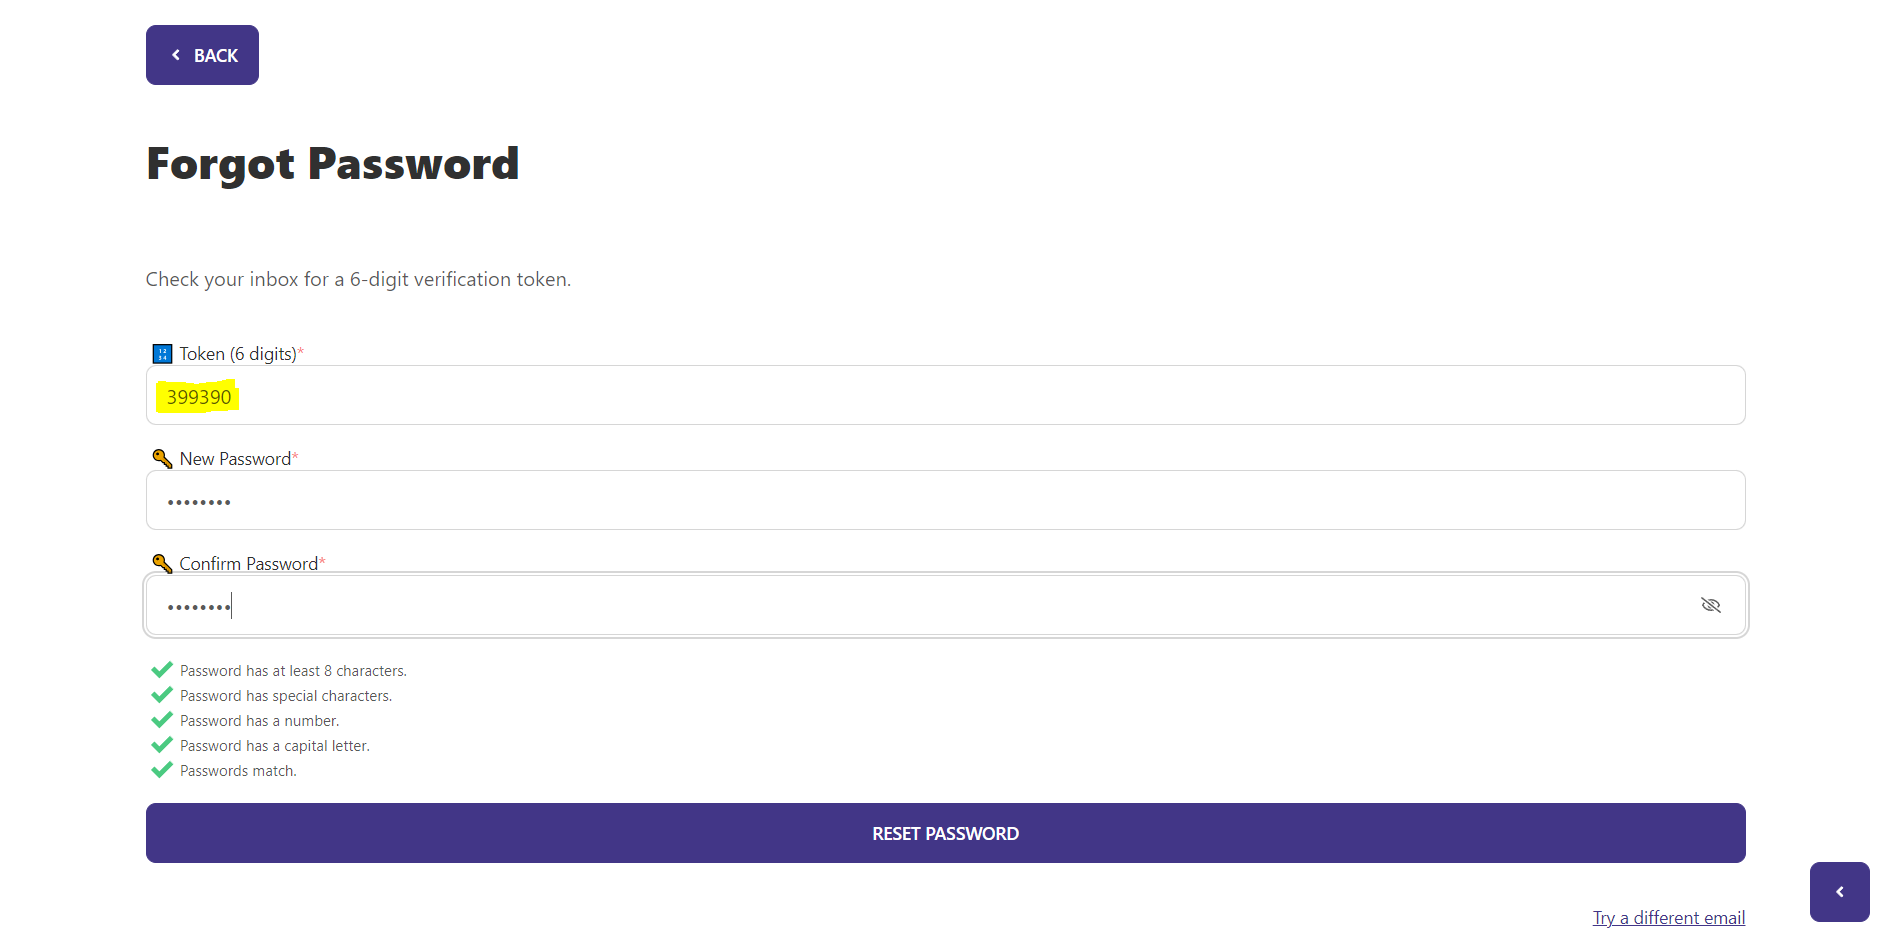 BACK
Forgot Password
Check your inbox for a 6-digit verification token.
Token (6 digits)*
399390
New Password*
••••••••
Confirm Password*
••••••••
Password has at least 8 characters.
Password has special characters.
Password has a number.
Password has a capital letter.
Passwords match.
RESET PASSWORD
Try a different email